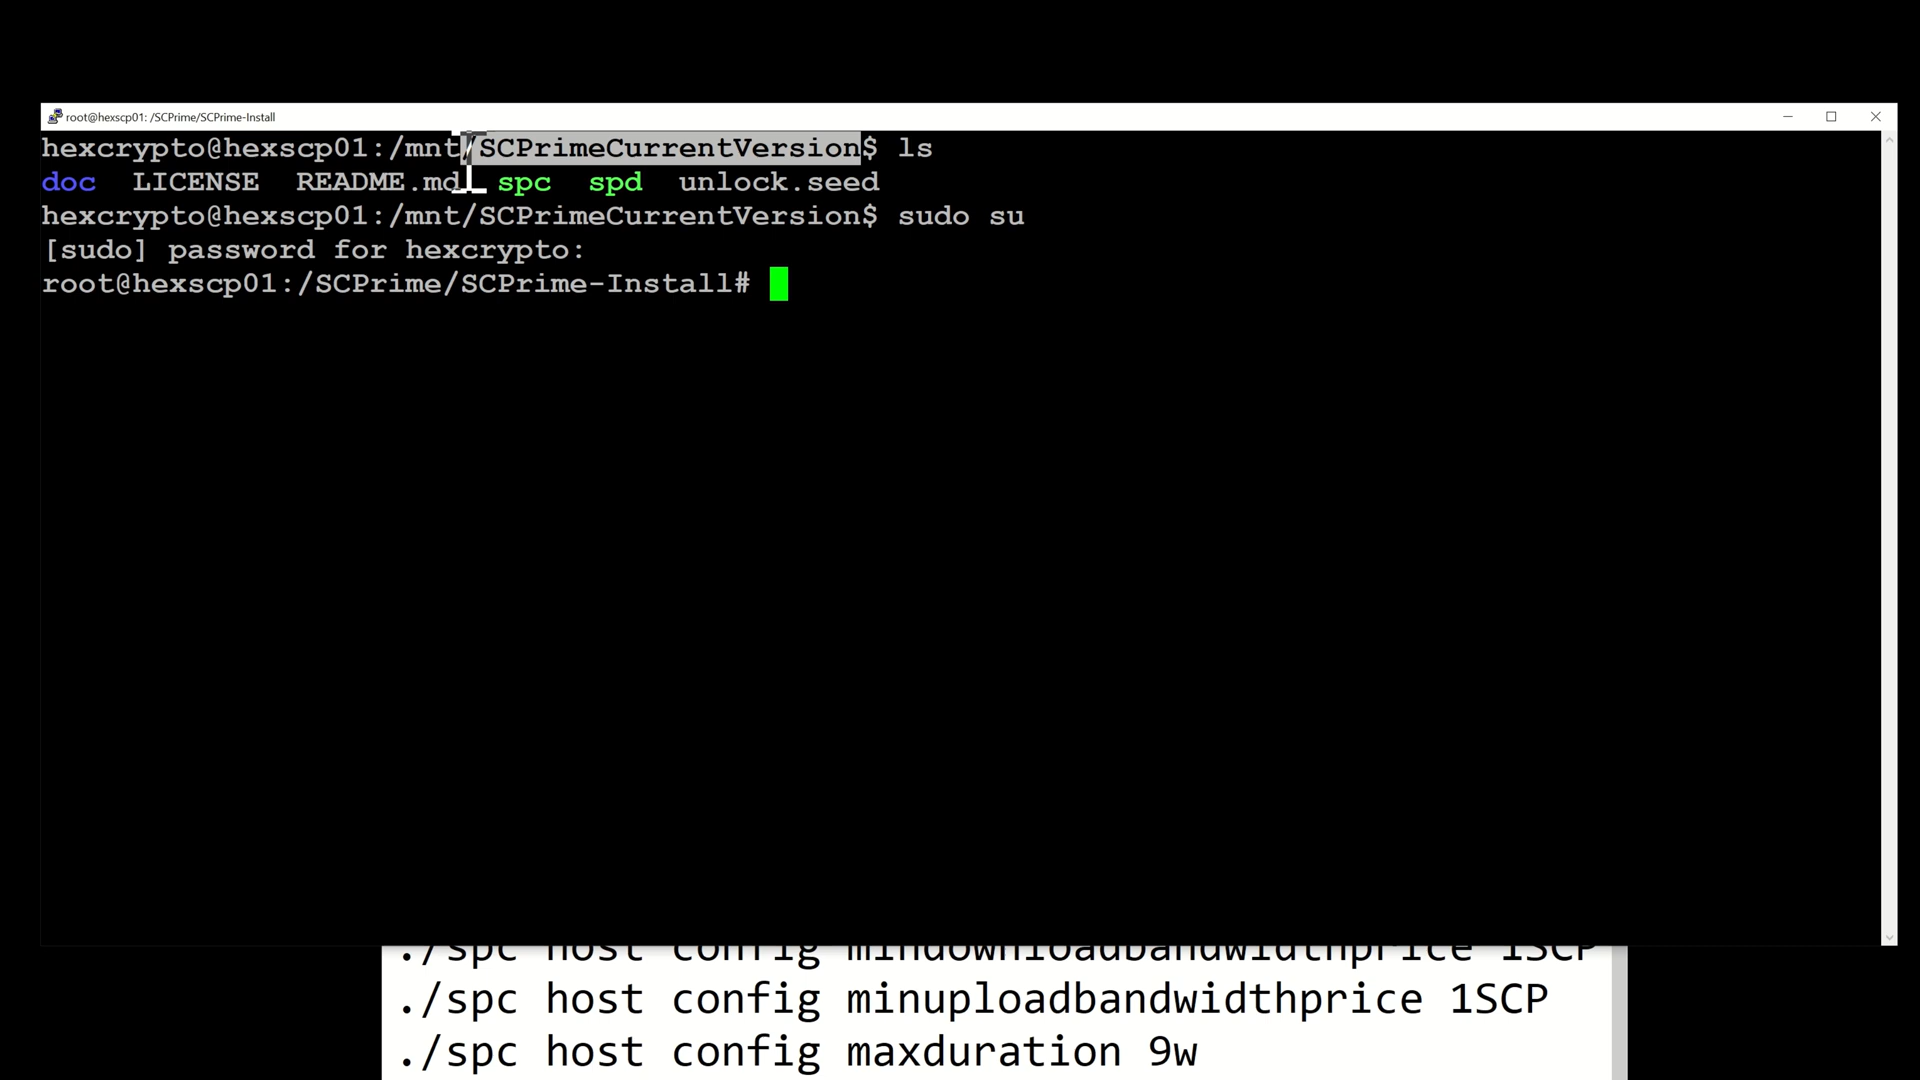 root@hexscp01: /SCPrime/SCPrime-Install
hexcrypto@hexscp01:/mnt/SCPrimeCurrentVersion$ ls
doc LICENSE README.md spc spd unlock.seed
hexcrypto@hexscp01:/mnt/SCPrimeCurrentVersion$ sudo su
[sudo] password for hexcrypto:
root@hexscp01:/SCPrime/SCPrime-Install#
./spc host config mindownloadbandwidthprice 1SCP
./spc host config minuploadbandwidthprice 1SCP
./spc host config maxduration 9w